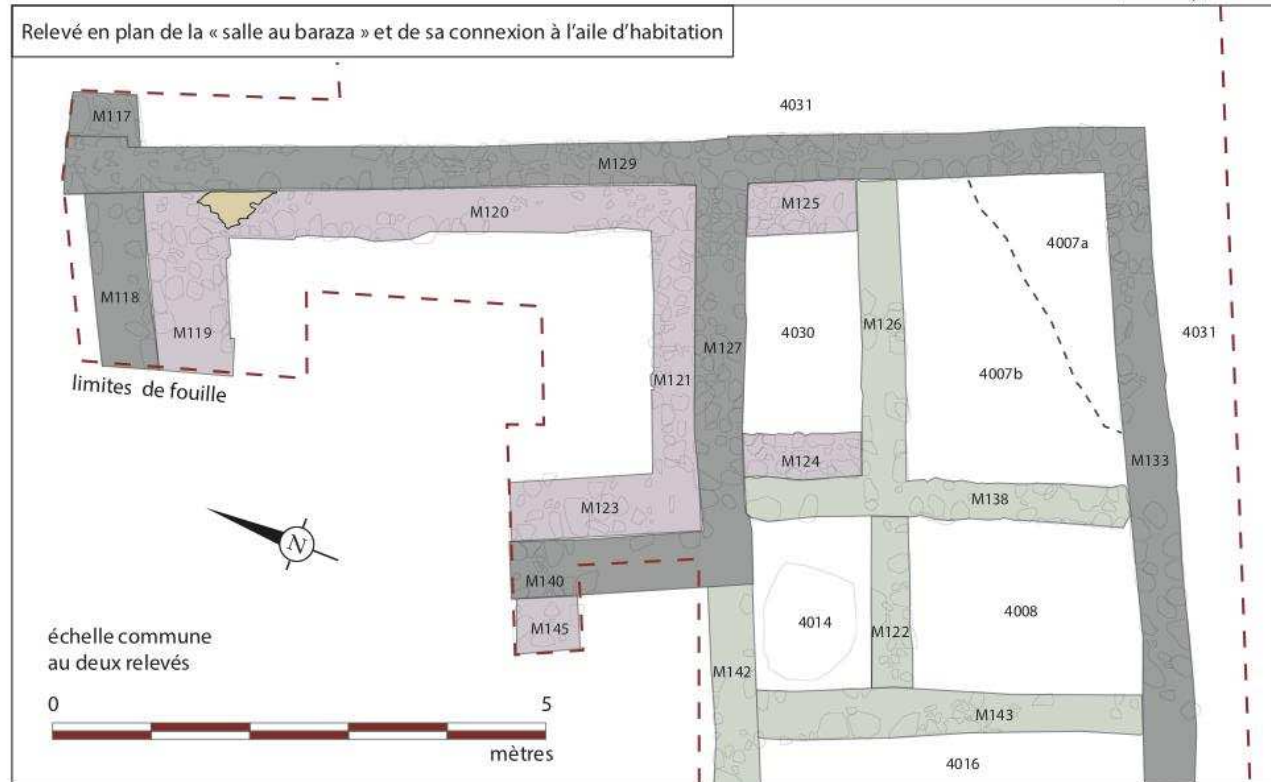 Relevé en plan de la « salle au baraza » et de sa connexion à l'aile d'habitation
4031
M117
M129
M120
M125
4007a
M118
M119
M127
4030
M126
4031
M121
4007b
limites de fouille
M124
M133
M138
M123
N
M140
4014
4008
M145
M122
échelle commune
au deux relevés
M142
0 5
M143
mètres
4016